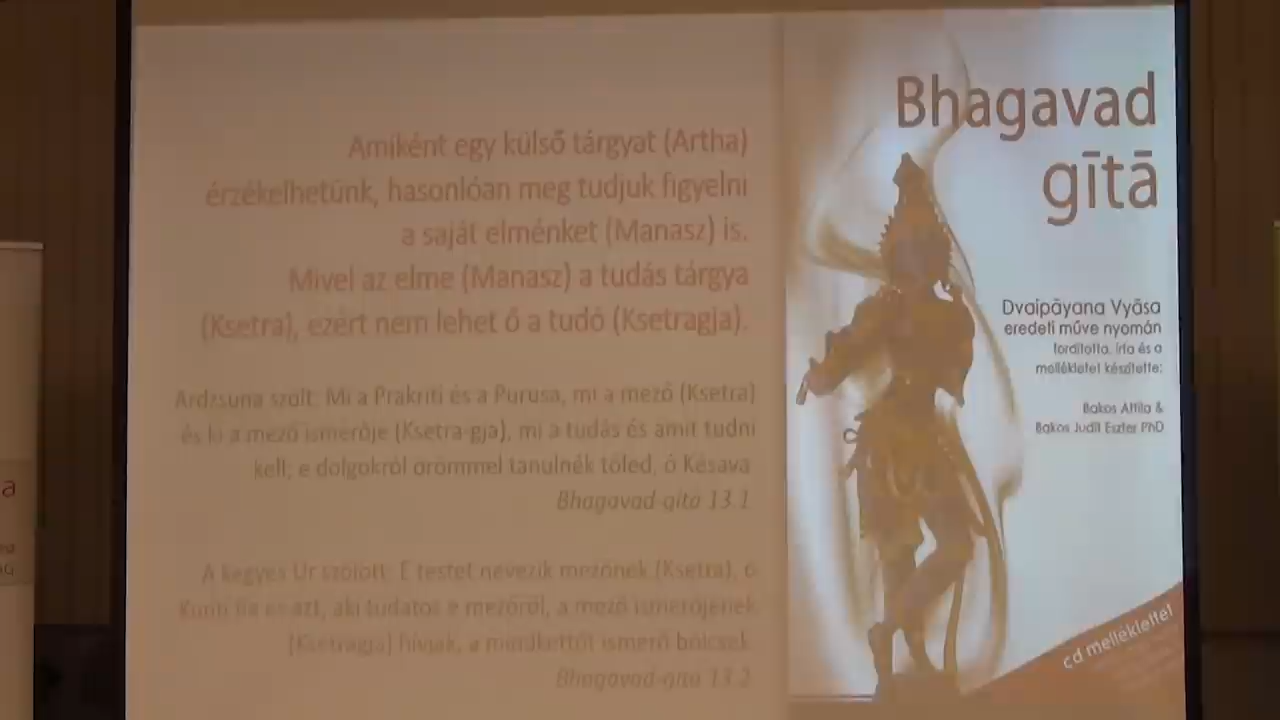 Amiként egy külső tárgyat (Artha)
érzékelhetünk, hasonlóan meg tudjuk figyelni
a saját elménket (Manasz) is.
Mivel az elme (Manasz) a tudás tárgya
(Ksetra), ezért nem lehet ő a tudó (Ksetragja).
Ardzsuna szólt: Mi a Prakriti és a Purusa, mi a mező (Ksetra)
és ki a mező ismerője (Ksetra-gja), mi a tudás és amit tudni
kell, e dolgokról örömmel tanulnék tőled, ó Késava
Bhagavad-gítá 13.1
A kegyes Úr szólott: E testet nevezik mezőnek (Ksetra), ó
Kunti fia és azt, aki tudatos e mezőről, a mező ismerőjének
(Ksetragja) hívják, a mindkettőt ismerő bölcsek
Bhagavad-gítá 13.2
Bhagavad
gītā
Dvaipāyana Vyāsa
eredeti műve nyomán
fordította, írta és a
mellékletet készítette:
Bakos Attila &
Bakos Judit Eszter PhD
cd melléklettel
a